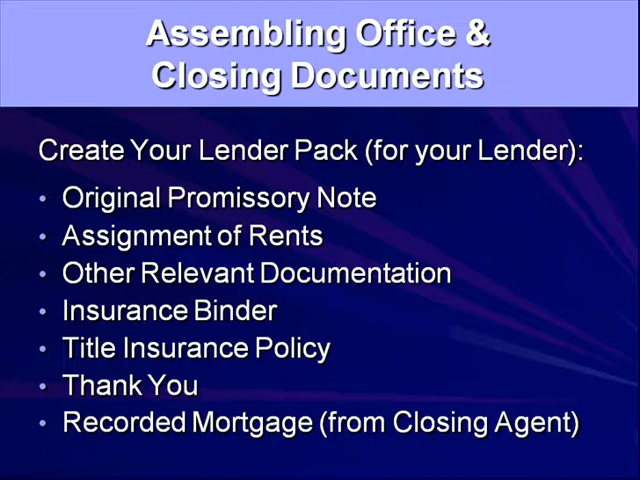 Assembling Office &
Closing Documents
Create Your Lender Pack (for your Lender):
• Original Promissory Note
• Assignment of Rents
• Other Relevant Documentation
• Insurance Binder
• Title Insurance Policy
• Thank You
• Recorded Mortgage (from Closing Agent)